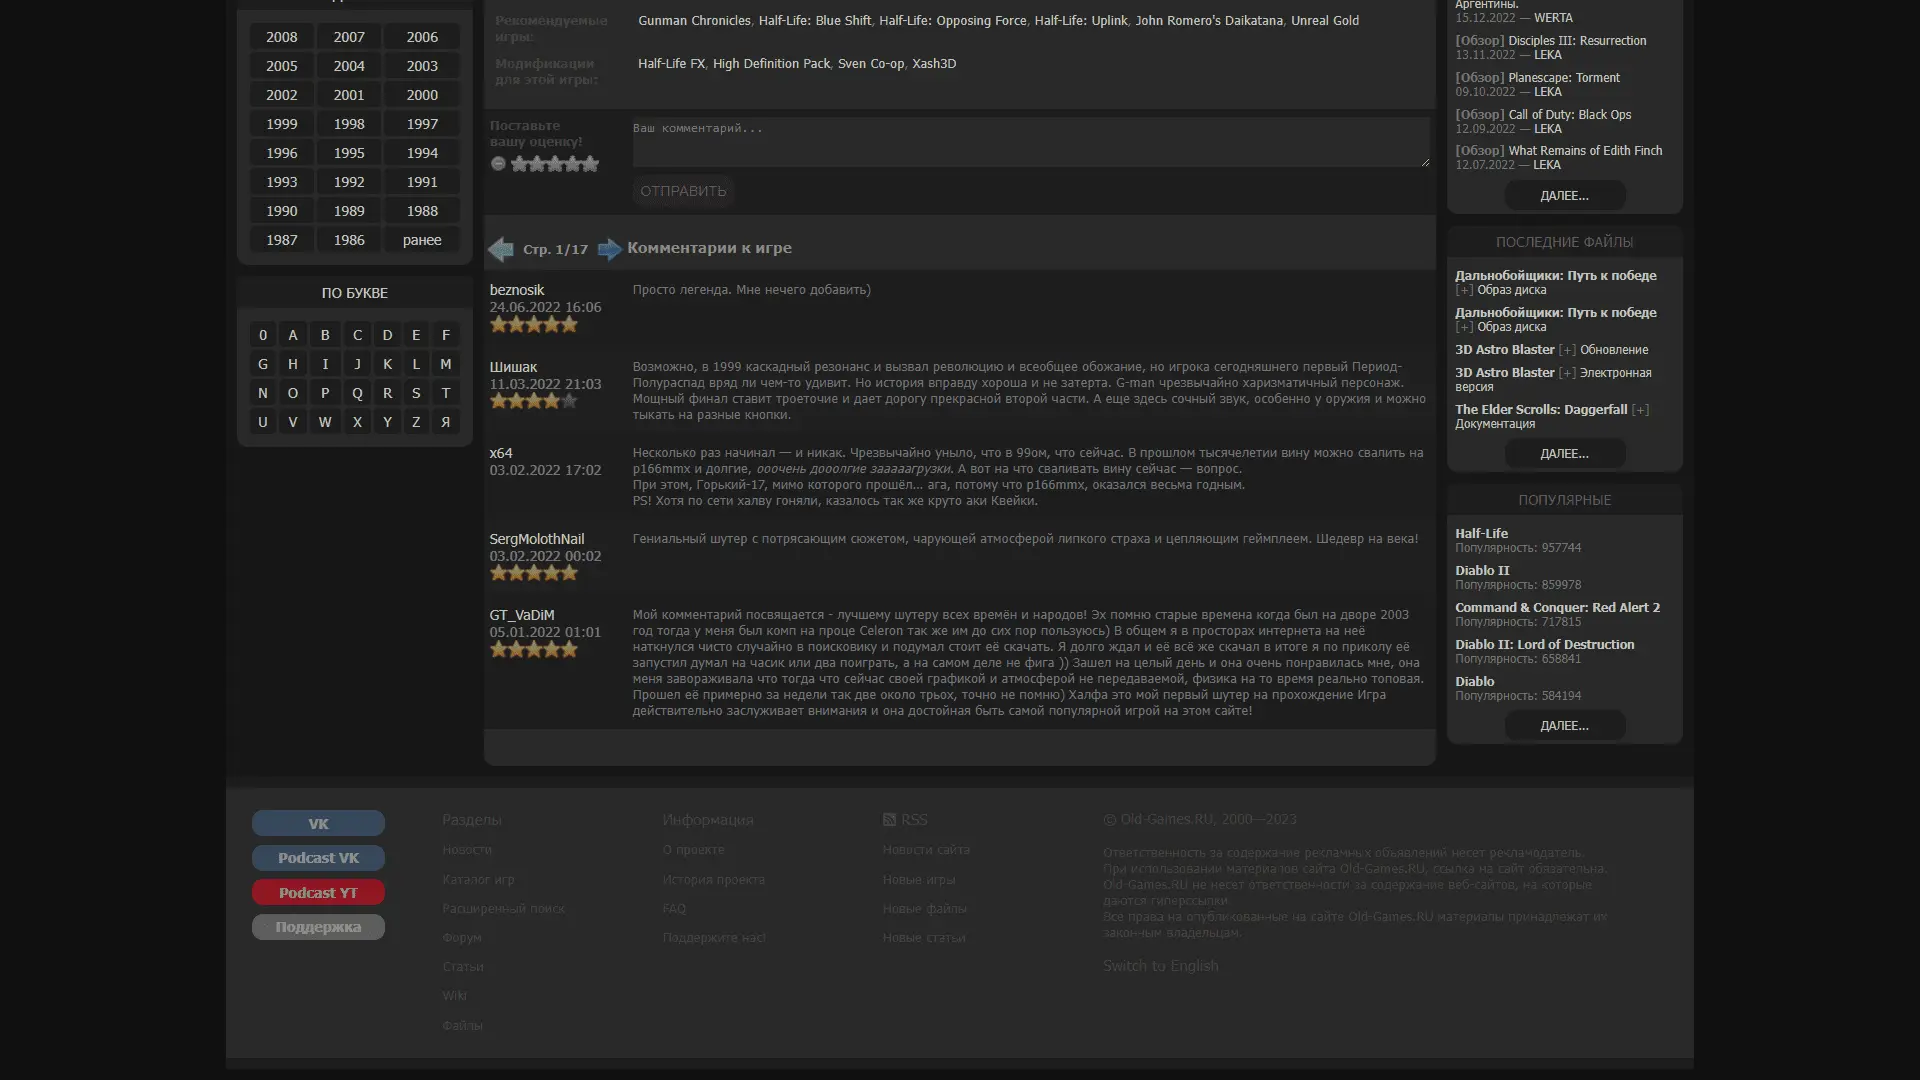 2008 2007 2006
2005 2004 2003
2002 2001 2000
1999 1998 1997
1996 1995 1994
1993 1992 1991
1990 1989 1988
1987 1986 ранее
ПО БУКВЕ
0 A B C D E F
G H I J K L M
N O P Q R S T
U V W X Y Z Я
Рекомендуемые
игры:
Gunman Chronicles, Half-Life: Blue Shift, Half-Life: Opposing Force, Half-Life: Uplink, John Romero's Daikatana, Unreal Gold
Модификации
для этой игры:
Half-Life FX, High Definition Pack, Sven Co-op, Xash3D
Поставьте
вашу оценку!
Ваш комментарий...
ОТПРАВИТЬ
Стр. 1/17
Комментарии к игре
beznosik
24.06.2022 16:06
Просто легенда. Мне нечего добавить)
Шишак
11.03.2022 21:03
Возможно, в 1999 каскадный резонанс и вызвал революцию и всеобщее обожание, но игрока сегодняшнего первый Период-
Полураспад вряд ли чем-то удивит. Но история вправду хороша и не затерта. G-man чрезвычайно харизматичный персонаж.
Мощный финал ставит троеточие и дает дорогу прекрасной второй части. А еще здесь сочный звук, особенно у оружия и можно
тыкать на разные кнопки.
x64
03.02.2022 17:02
Несколько раз начинал — и никак. Чрезвычайно уныло, что в 99ом, что сейчас. В прошлом тысячелетии вину можно свалить на
p166mmx и долгие, ооочень дооолгие зааааагрузки. А вот на что сваливать вину сейчас — вопрос.
При этом, Горький-17, мимо которого прошёл... ага, потому что p166mmx, оказался весьма годным.
PS! Хотя по сети халву гоняли, казалось так же круто аки Квейки.
SergMolothNail
03.02.2022 00:02
Гениальный шутер с потрясающим сюжетом, чарующей атмосферой липкого страха и цепляющим геймплеем. Шедевр на века!
GT_VaDiM
05.01.2022 01:01
Мой комментарий посвящается - лучшему шутеру всех времён и народов! Эх помню старые времена когда был на дворе 2003
год тогда у меня был комп на проце Celeron так же им до сих пор пользуюсь) В общем я в просторах интернета на неё
наткнулся чисто случайно в поисковику и подумал стоит её скачать. Я долго ждал и её всё же скачал в итоге я по приколу её
запустил думал на часик или два поиграть, а на самом деле не фига )) Зашел на целый день и она очень понравилась мне, она
меня завораживала что тогда что сейчас своей графикой и атмосферой не передаваемой, физика на то время реально топовая.
Прошел её примерно за недели так две около трьох, точно не помню) Халфа это мой первый шутер на прохождение Игра
действительно заслуживает внимания и она достойная быть самой популярной игрой на этом сайте!
Аргентины.
15.12.2022 — WERTA
[Обзор] Disciples III: Resurrection
13.11.2022 — LEKA
[Обзор] Planescape: Torment
09.10.2022 — LEKA
[Обзор] Call of Duty: Black Ops
12.09.2022 — LEKA
[Обзор] What Remains of Edith Finch
12.07.2022 — LEKA
ДАЛЕЕ...
ПОСЛЕДНИЕ ФАЙЛЫ
Дальнобойщики: Путь к победе
[+] Образ диска
Дальнобойщики: Путь к победе
[+] Образ диска
3D Astro Blaster [+] Обновление
3D Astro Blaster [+] Электронная
версия
The Elder Scrolls: Daggerfall [+]
Документация
ДАЛЕЕ...
ПОПУЛЯРНЫЕ
Half-Life
Популярность: 957744
Diablo II
Популярность: 859978
Command & Conquer: Red Alert 2
Популярность: 717815
Diablo II: Lord of Destruction
Популярность: 658841
Diablo
Популярность: 584194
ДАЛЕЕ...
VK
Podcast VK
Podcast YT
Поддержка
Разделы
Новости
Каталог игр
Расширенный поиск
Форум
Статьи
Wiki
Файлы
Информация
О проекте
История проекта
FAQ
Поддержите нас!
RSS
Новости сайта
Новые игры
Новые файлы
Новые статьи
© Old-Games.RU, 2000—2023
Ответственность за содержание рекламных объявлений несет рекламодатель.
При использовании материалов сайта Old-Games.RU, ссылка на сайт обязательна.
Old-Games.RU не несет ответственности за содержание веб-сайтов, на которые
даются гиперссылки.
Все права на опубликованные на сайте Old-Games.RU материалы принадлежат их
законным владельцам.
Switch to English